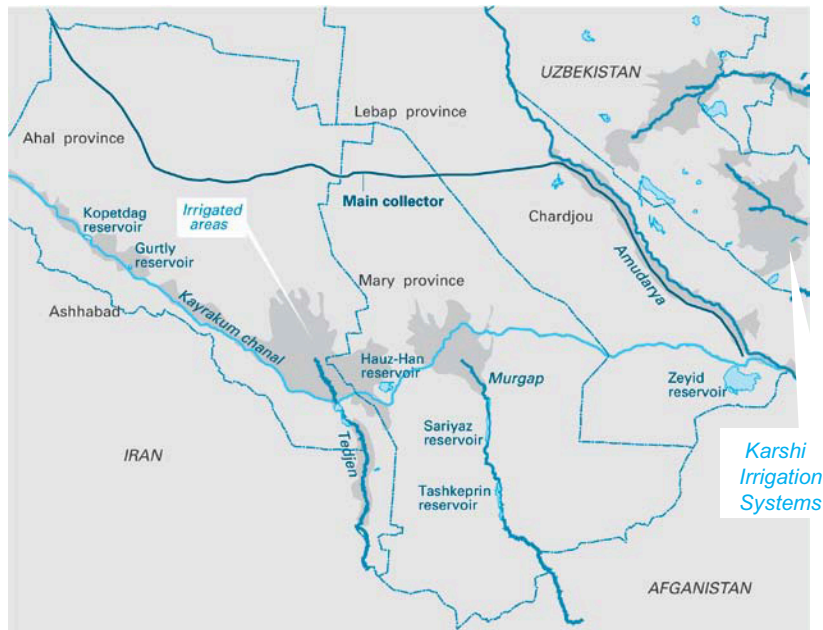 UZBEKISTAN
Lebap province
Ahal province
Main collector
Irrigated
areas
Kopetdag
reservoir
Gurtly
reservoir
Chardjou
Amudarya
Mary province
Ashhabad
Kayrakum chanal
Hauz-Han
reservoir
Murgap
Zeyid
reservoir
Sariyaz
reservoir
Tedjen
IRAN
Karshi
Irrigation
Systems
Tashkeprin
reservoir
AFGANISTAN